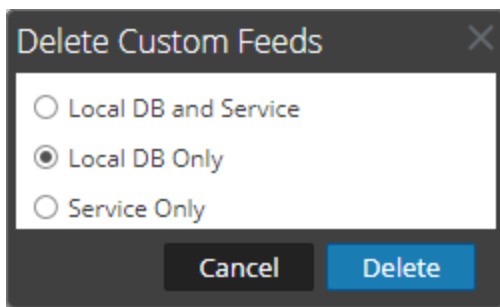 Delete Custom Feeds
Local DB and Service
Local DB Only
Service Only
Cancel Delete